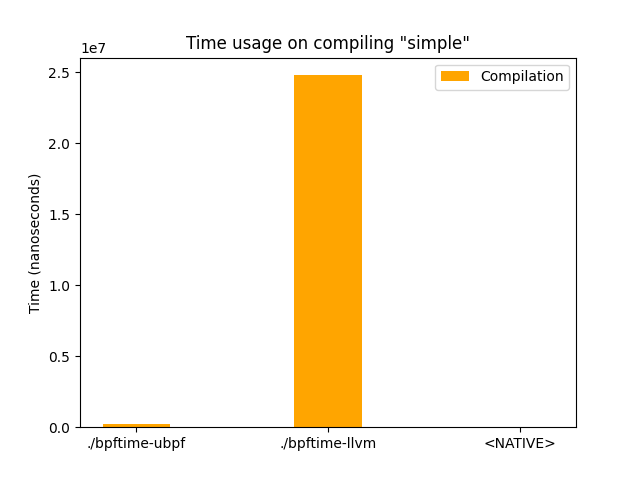 Time usage on compiling "simple"
1e7
Compilation
2.5
2.0
1.5
1.0
0.5
0.0
Time (nanoseconds)
./bpftime-ubpf
./bpftime-llvm
<NATIVE>